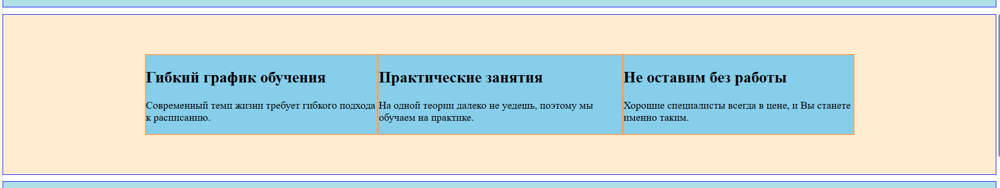 Гибкий график обучения
Современный темп жизни требует гибкого подхода
к расписанию.
Практические занятия
На одной теории далеко не уедешь, поэтому мы
обучаем на практике.
Не оставим без работы
Хорошие специалисты всегда в цене, и Вы станете
именно таким.